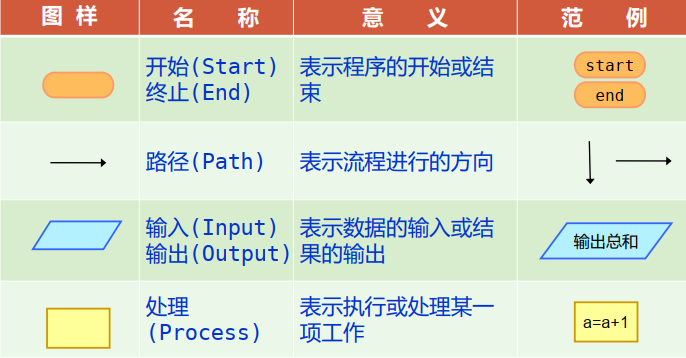 图 样 名 称 意 义 范 例
开始(Start)
终止(End)
表示程序的开始或结
束
start
end
路径(Path)
表示流程进行的方向
输入(Input)
输出(Output)
表示数据的输入或结
果的输出
输出总和
处理
(Process)
表示执行或处理某一
项工作
a=a+1